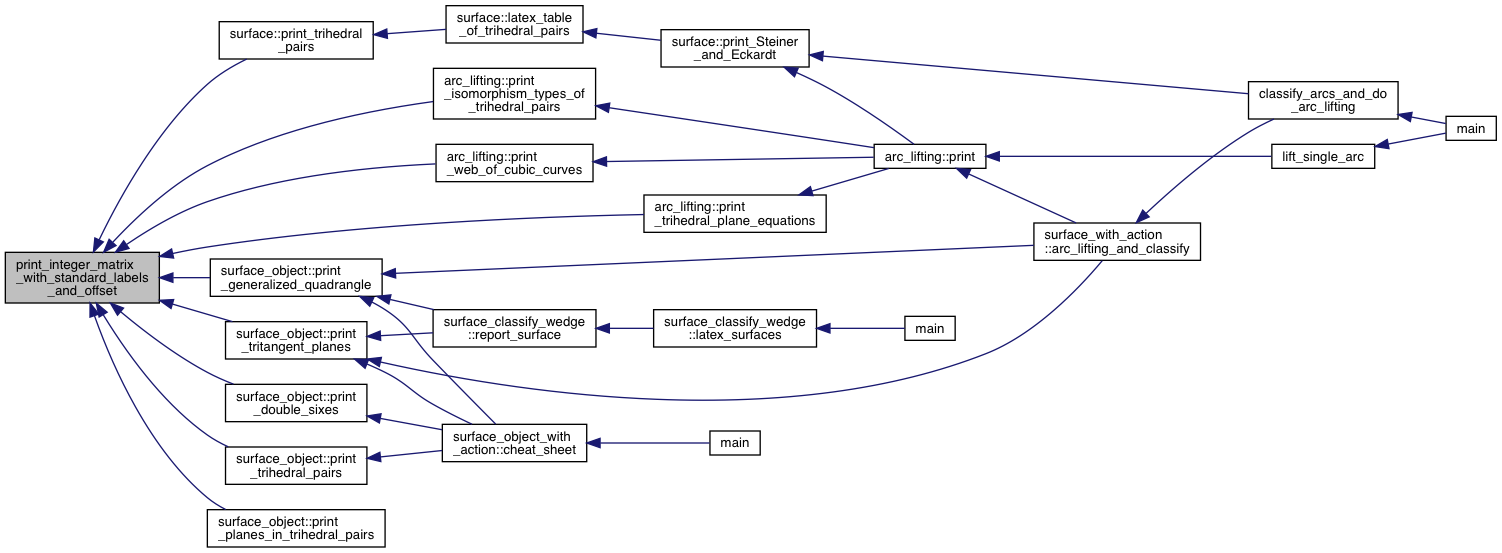 surface::latex_table
_of_trihedral_pairs
surface::print_trihedral
_pairs
surface::print_Steiner
_and_Eckardt
arc_lifting::print
_isomorphism_types_of
_trihedral_pairs
classify_arcs_and_do
_arc_lifting
main
arc_lifting::print
_web_of_cubic_curves
arc_lifting::print
lift_single_arc
arc_lifting::print
_trihedral_plane_equations
surface_with_action
::arc_lifting_and_classify
print_integer_matrix
_with_standard_labels
_and_offset
surface_object::print
_generalized_quadrangle
surface_object::print
_tritangent_planes
surface_classify_wedge
::report_surface
surface_classify_wedge
::latex_surfaces
main
surface_object::print
_double_sixes
surface_object_with
_action::cheat_sheet
main
surface_object::print
_trihedral_pairs
surface_object::print
_planes_in_trihedral_pairs